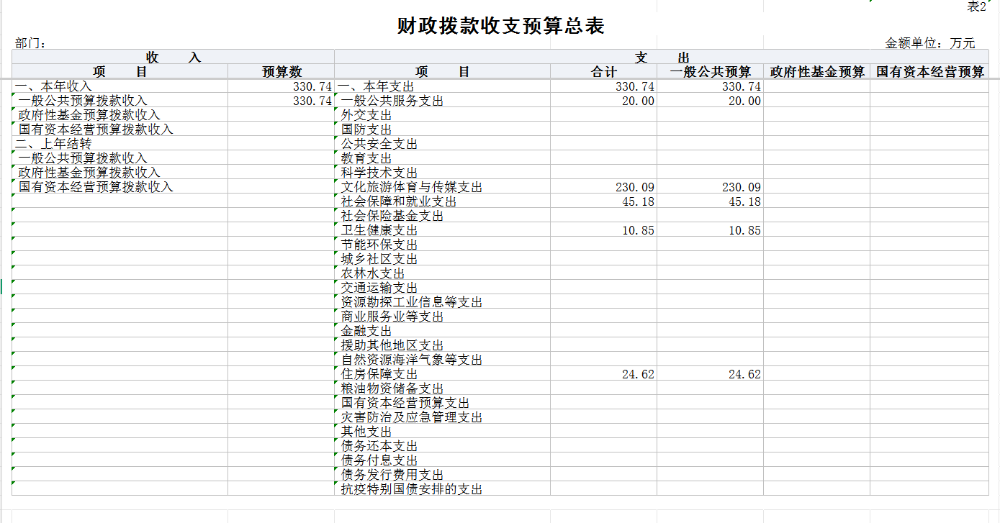 表2
财政拨款收支预算总表
部门： 金额单位：万元
收 入 支 出
项 目 预算数 项 目 合计 一般公共预算 政府性基金预算 国有资本经营预算
一、本年收入 330.74 一、本年支出 330.74 330.74
一般公共预算拨款收入 330.74 一般公共服务支出 20.00 20.00
政府性基金预算拨款收入 外交支出
国有资本经营预算拨款收入 国防支出
二、上年结转 公共安全支出
一般公共预算拨款收入 教育支出
政府性基金预算拨款收入 科学技术支出
国有资本经营预算拨款收入 文化旅游体育与传媒支出 230.09 230.09
社会保障和就业支出 45.18 45.18
社会保险基金支出
卫生健康支出 10.85 10.85
节能环保支出
城乡社区支出
农林水支出
交通运输支出
资源勘探工业信息等支出
商业服务业等支出
金融支出
援助其他地区支出
自然资源海洋气象等支出
住房保障支出 24.62 24.62
粮油物资储备支出
国有资本经营预算支出
灾害防治及应急管理支出
其他支出
债务还本支出
债务付息支出
债务发行费用支出
抗疫特别国债安排的支出